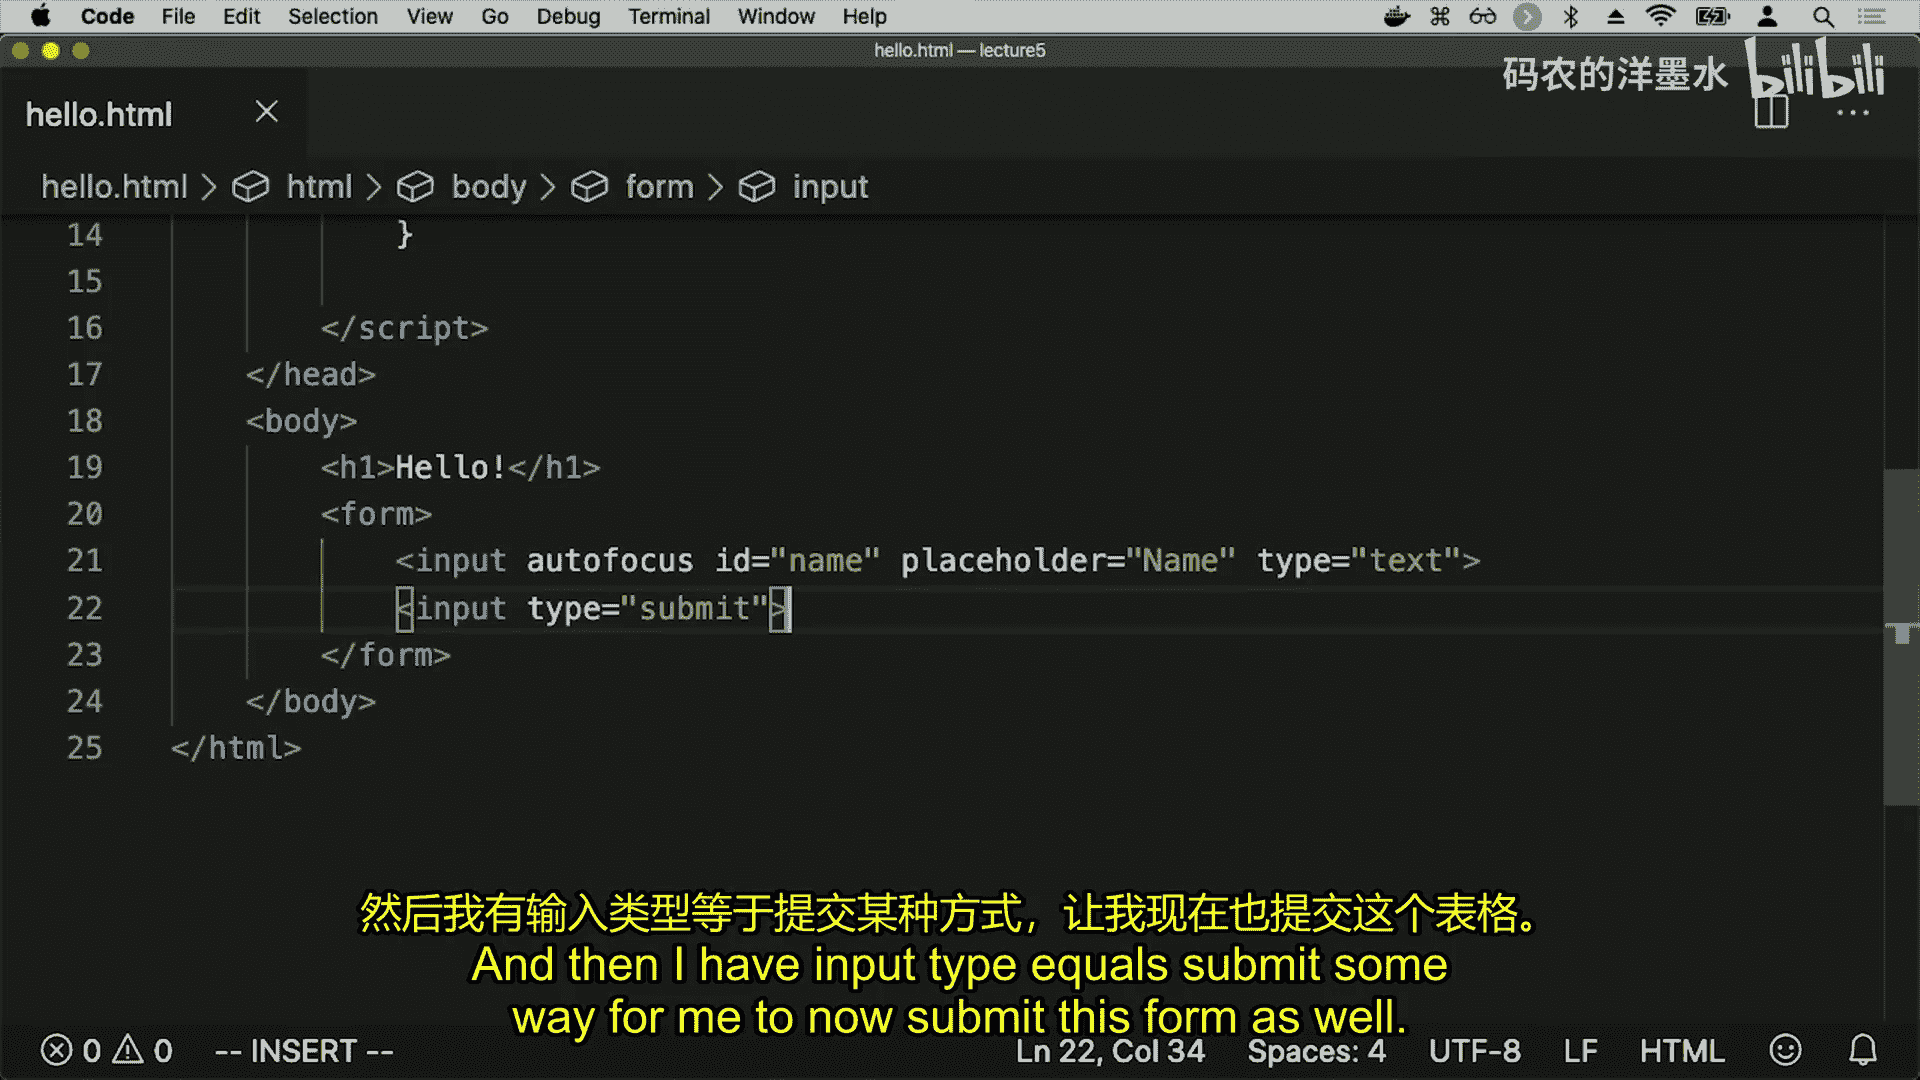 Code File Edit Selection View Go Debug Terminal Window Help
hello.html — lecture5
码农的洋墨水 bilibili
hello.html
hello.html > html > body > form > input
14 }
15
16 </script>
17 </head>
18 <body>
19 <h1>Hello!</h1>
20 <form>
21 <input autofocus id="name" placeholder="Name" type="text">
22 <input type="submit">
23 </form>
24 </body>
25 </html>
然后我有输入类型等于提交某种方式，让我现在也提交这个表格。
And then I have input type equals submit some
way for me to now submit this form as well.
0 0 -- INSERT -- Ln 22, Col 34 Spaces: 4 UTF-8 LF HTML